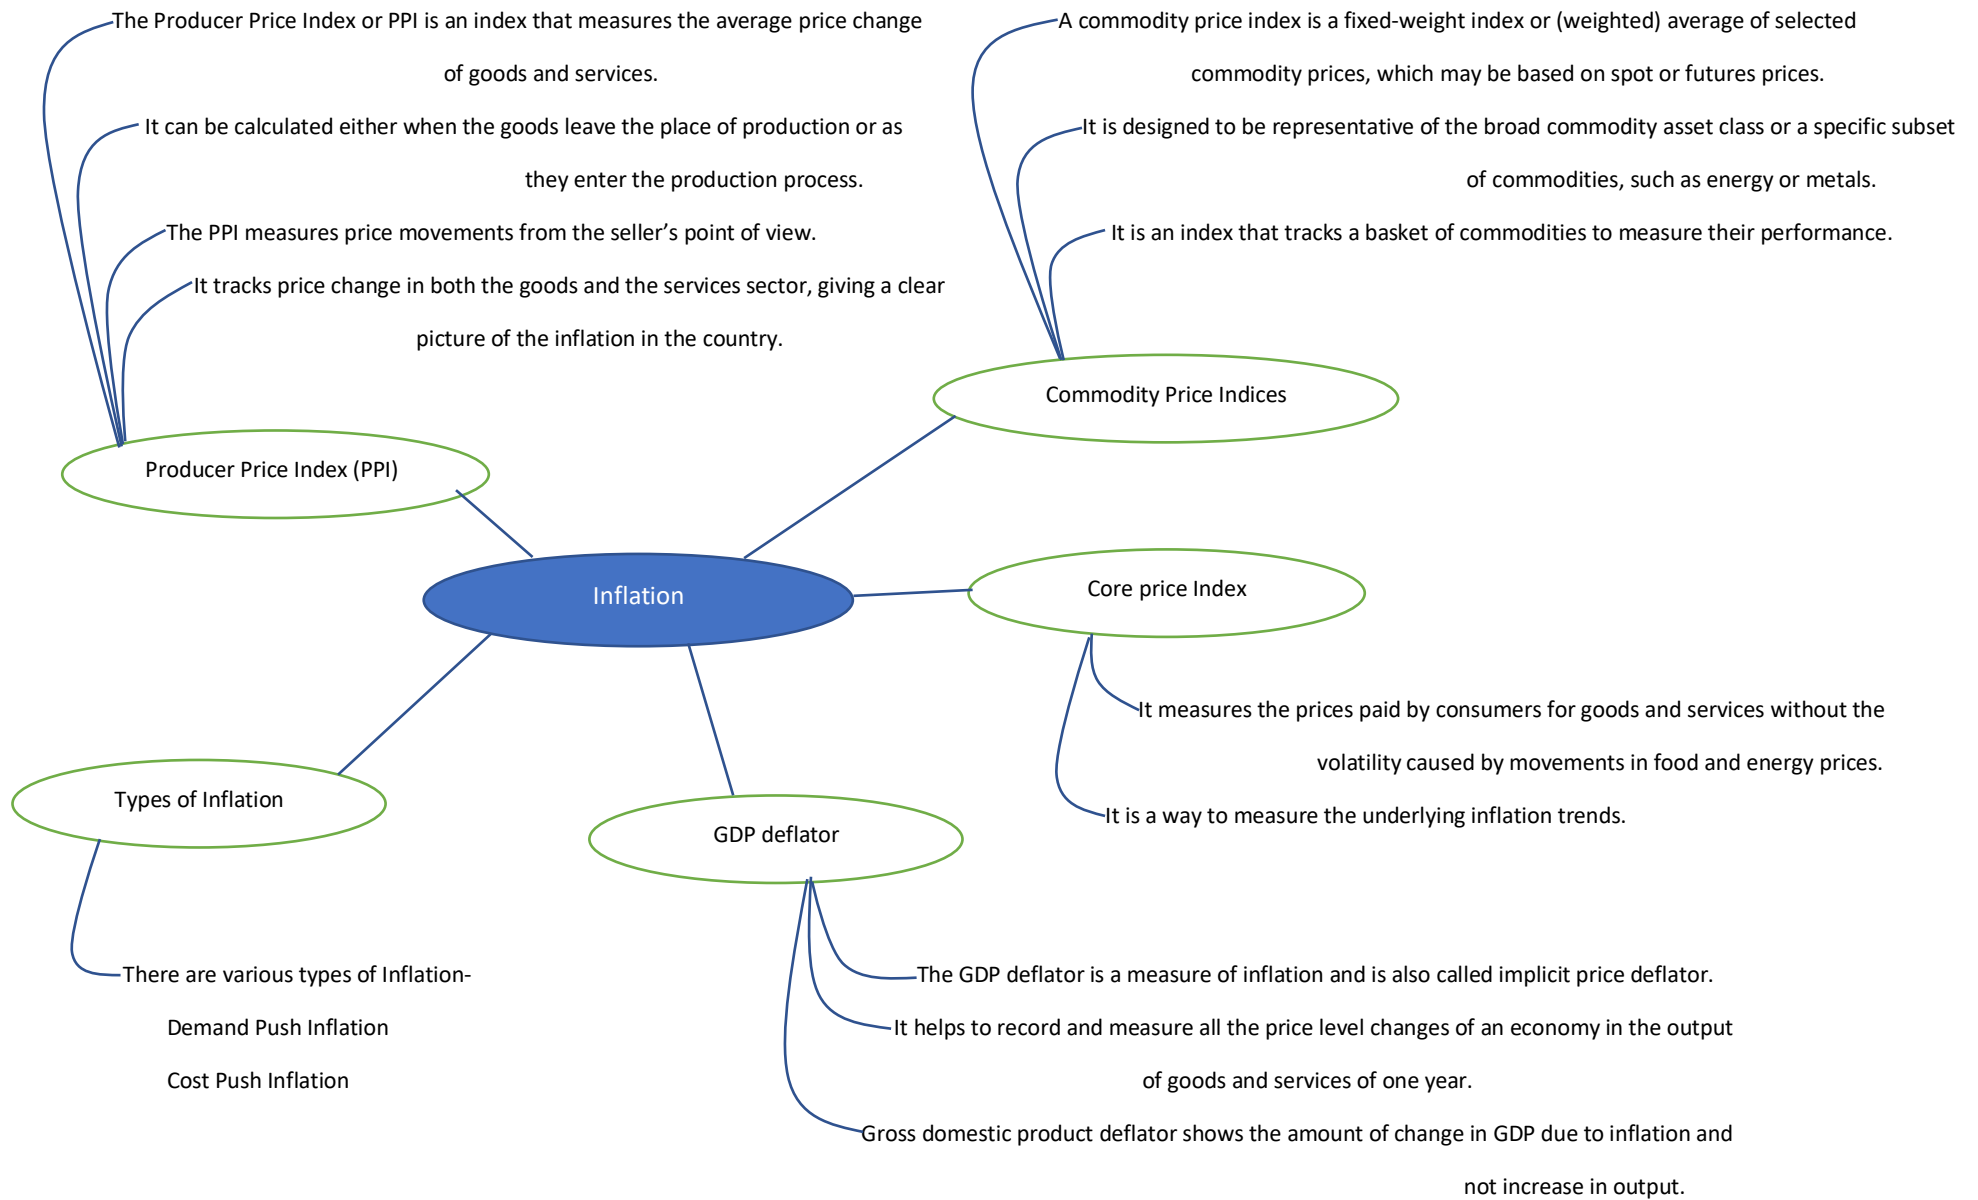 The Producer Price Index or PPI is an index that measures the average price change
of goods and services.
It can be calculated either when the goods leave the place of production or as
they enter the production process.
The PPI measures price movements from the seller’s point of view.
It tracks price change in both the goods and the services sector, giving a clear
picture of the inflation in the country.
Producer Price Index (PPI)
A commodity price index is a fixed-weight index or (weighted) average of selected
commodity prices, which may be based on spot or futures prices.
It is designed to be representative of the broad commodity asset class or a specific subset
of commodities, such as energy or metals.
It is an index that tracks a basket of commodities to measure their performance.
Commodity Price Indices
Inflation
Core price Index
It measures the prices paid by consumers for goods and services without the
volatility caused by movements in food and energy prices.
It is a way to measure the underlying inflation trends.
Types of Inflation
There are various types of Inflation-
Demand Push Inflation
Cost Push Inflation
GDP deflator
The GDP deflator is a measure of inflation and is also called implicit price deflator.
It helps to record and measure all the price level changes of an economy in the output
of goods and services of one year.
Gross domestic product deflator shows the amount of change in GDP due to inflation and
not increase in output.